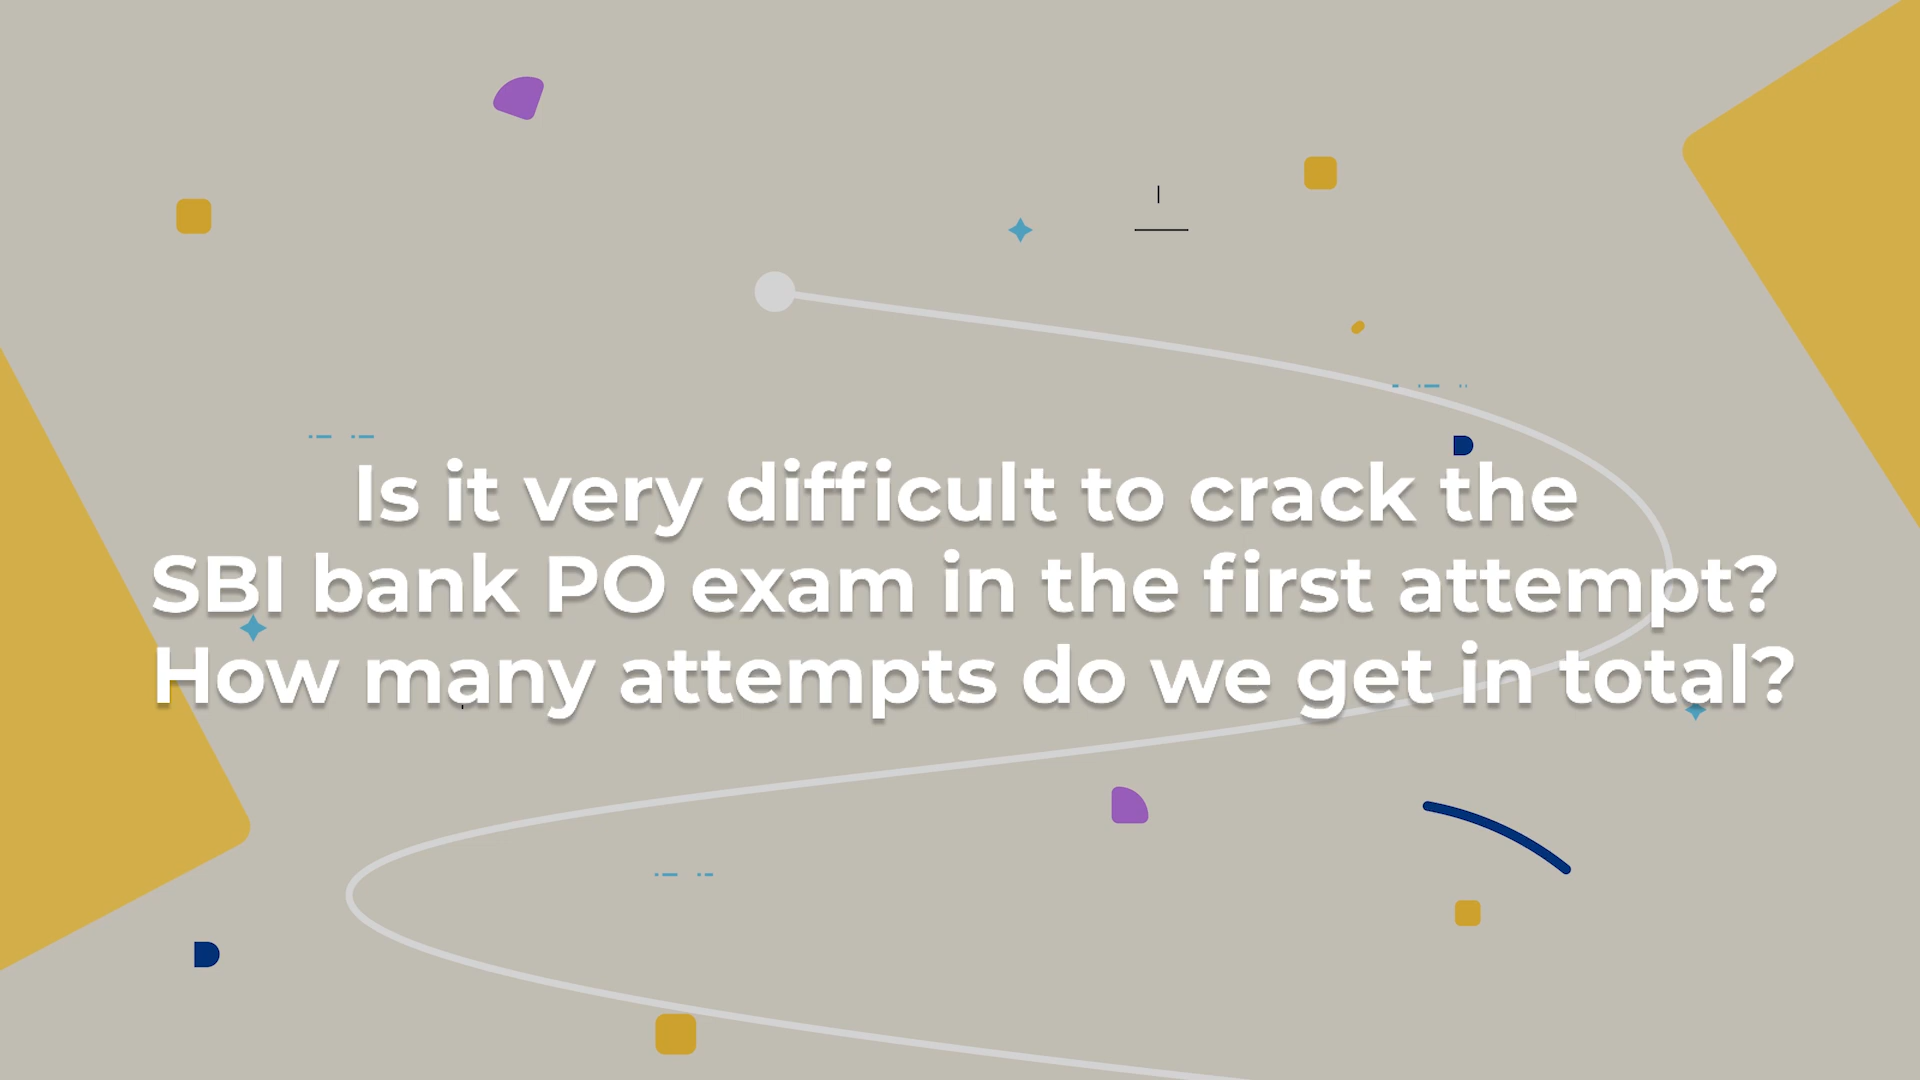 Is it very difficult to crack the
SBI bank PO exam in the first attempt?
How many attempts do we get in total?